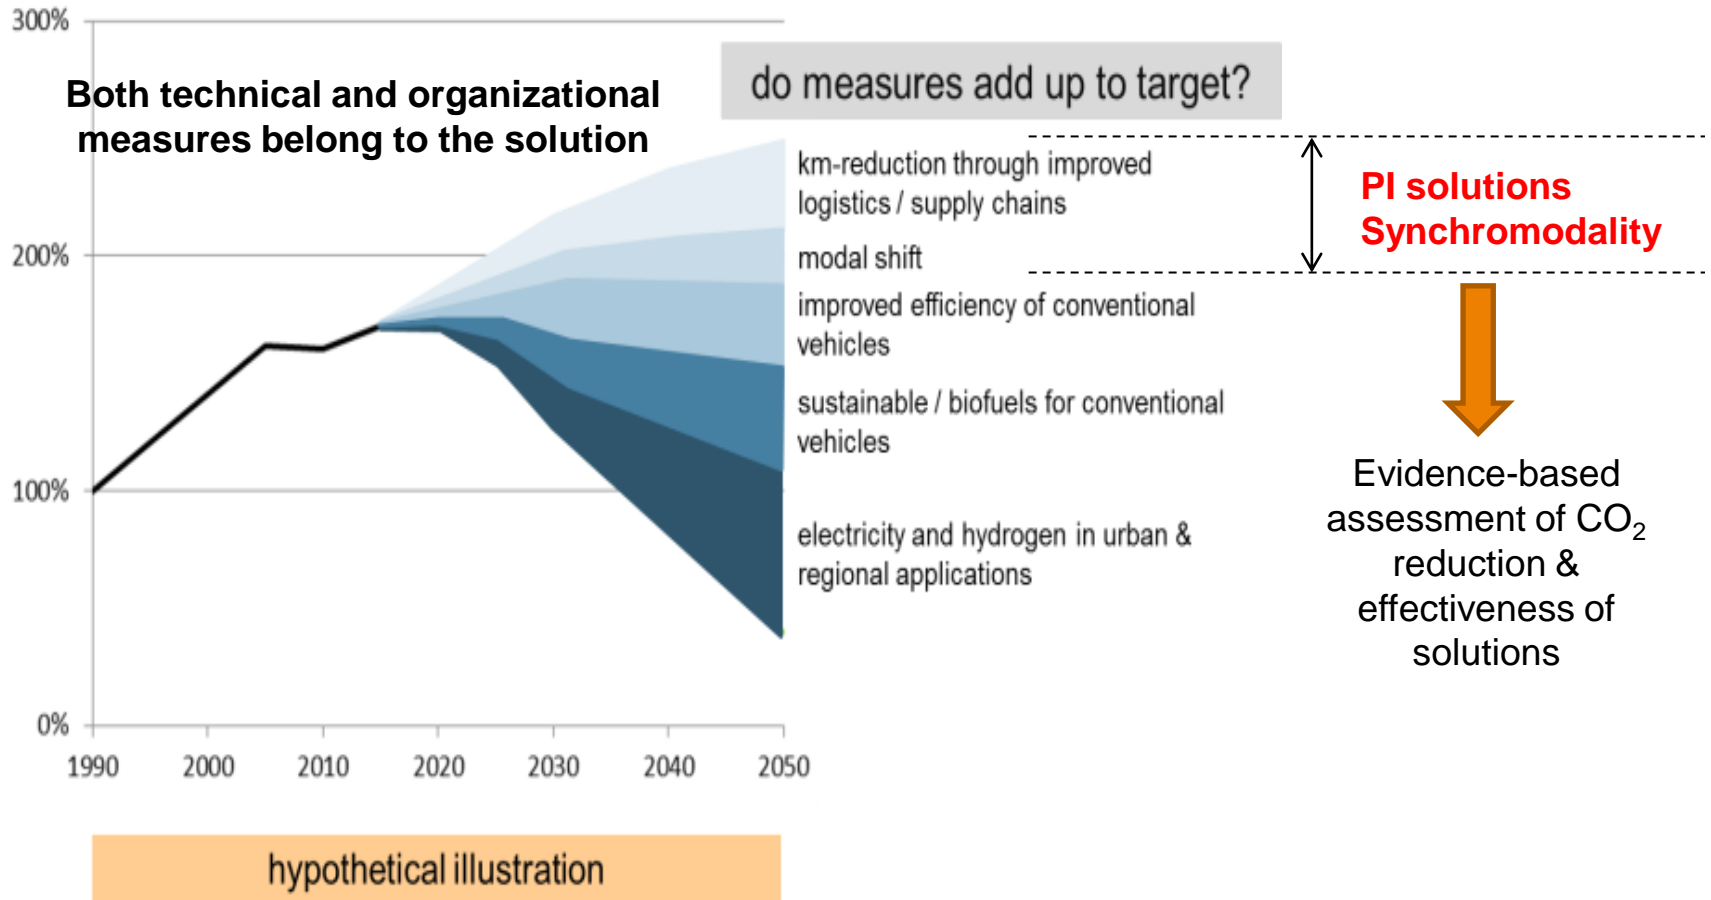 300%
Both technical and organizational
measures belong to the solution
do measures add up to target?
km-reduction through improved
logistics / supply chains
PI solutions
Synchromodality
200%
modal shift
improved efficiency of conventional
vehicles
sustainable / biofuels for conventional
vehicles
100%
electricity and hydrogen in urban &
regional applications
Evidence-based
assessment of CO₂
reduction &
effectiveness of
solutions
0%
1990 2000 2010 2020 2030 2040 2050
hypothetical illustration